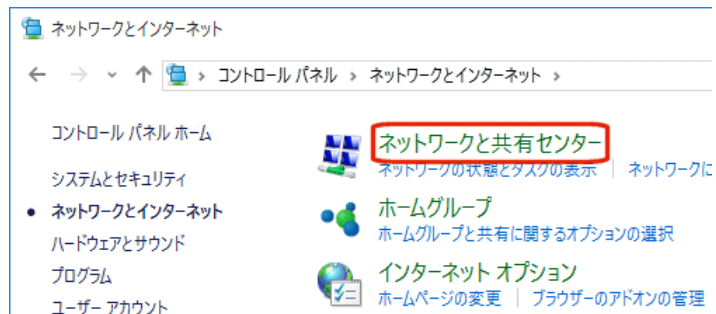 ネットワークとインターネット
コントロール パネル › ネットワークとインターネット ›
コントロール パネル ホーム
システムとセキュリティ
ネットワークとインターネット
ハードウェアとサウンド
プログラム
ユーザー アカウント
ネットワークと共有センター
ネットワークの状態とタスクの表示 ｜ ネットワークに
ホームグループ
ホームグループと共有に関するオプションの選択
インターネット オプション
ホームページの変更 ｜ ブラウザーのアドオンの管理